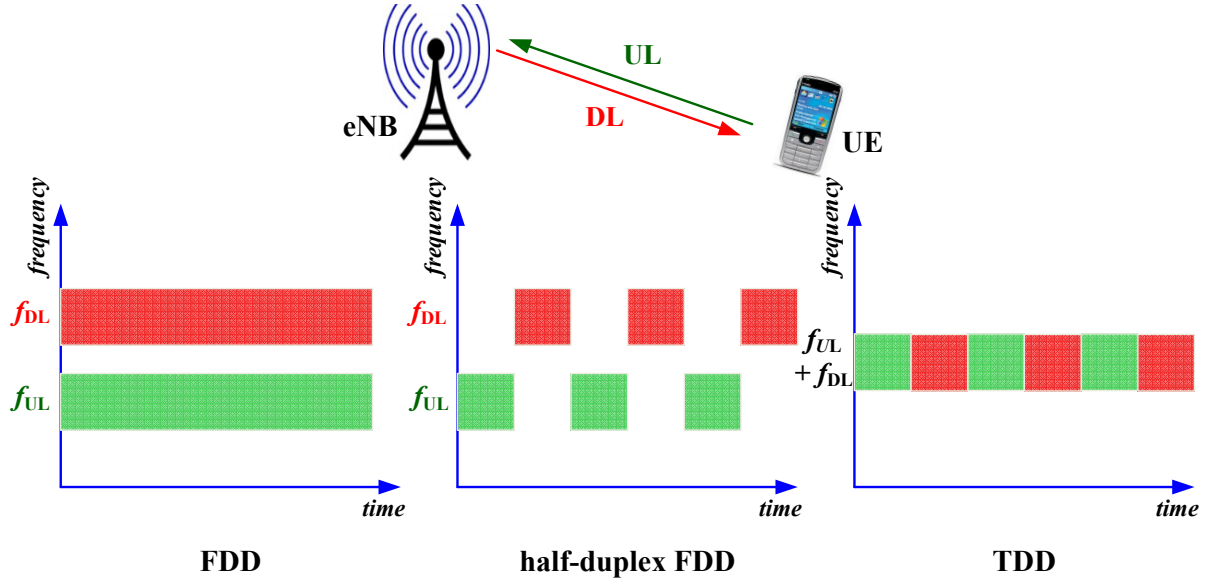 UL
DL
eNB
UE
frequency
frequency
frequency
fDL
fDL
fUL
+ fDL
fUL
fUL
time
time
time
FDD
half-duplex FDD
TDD